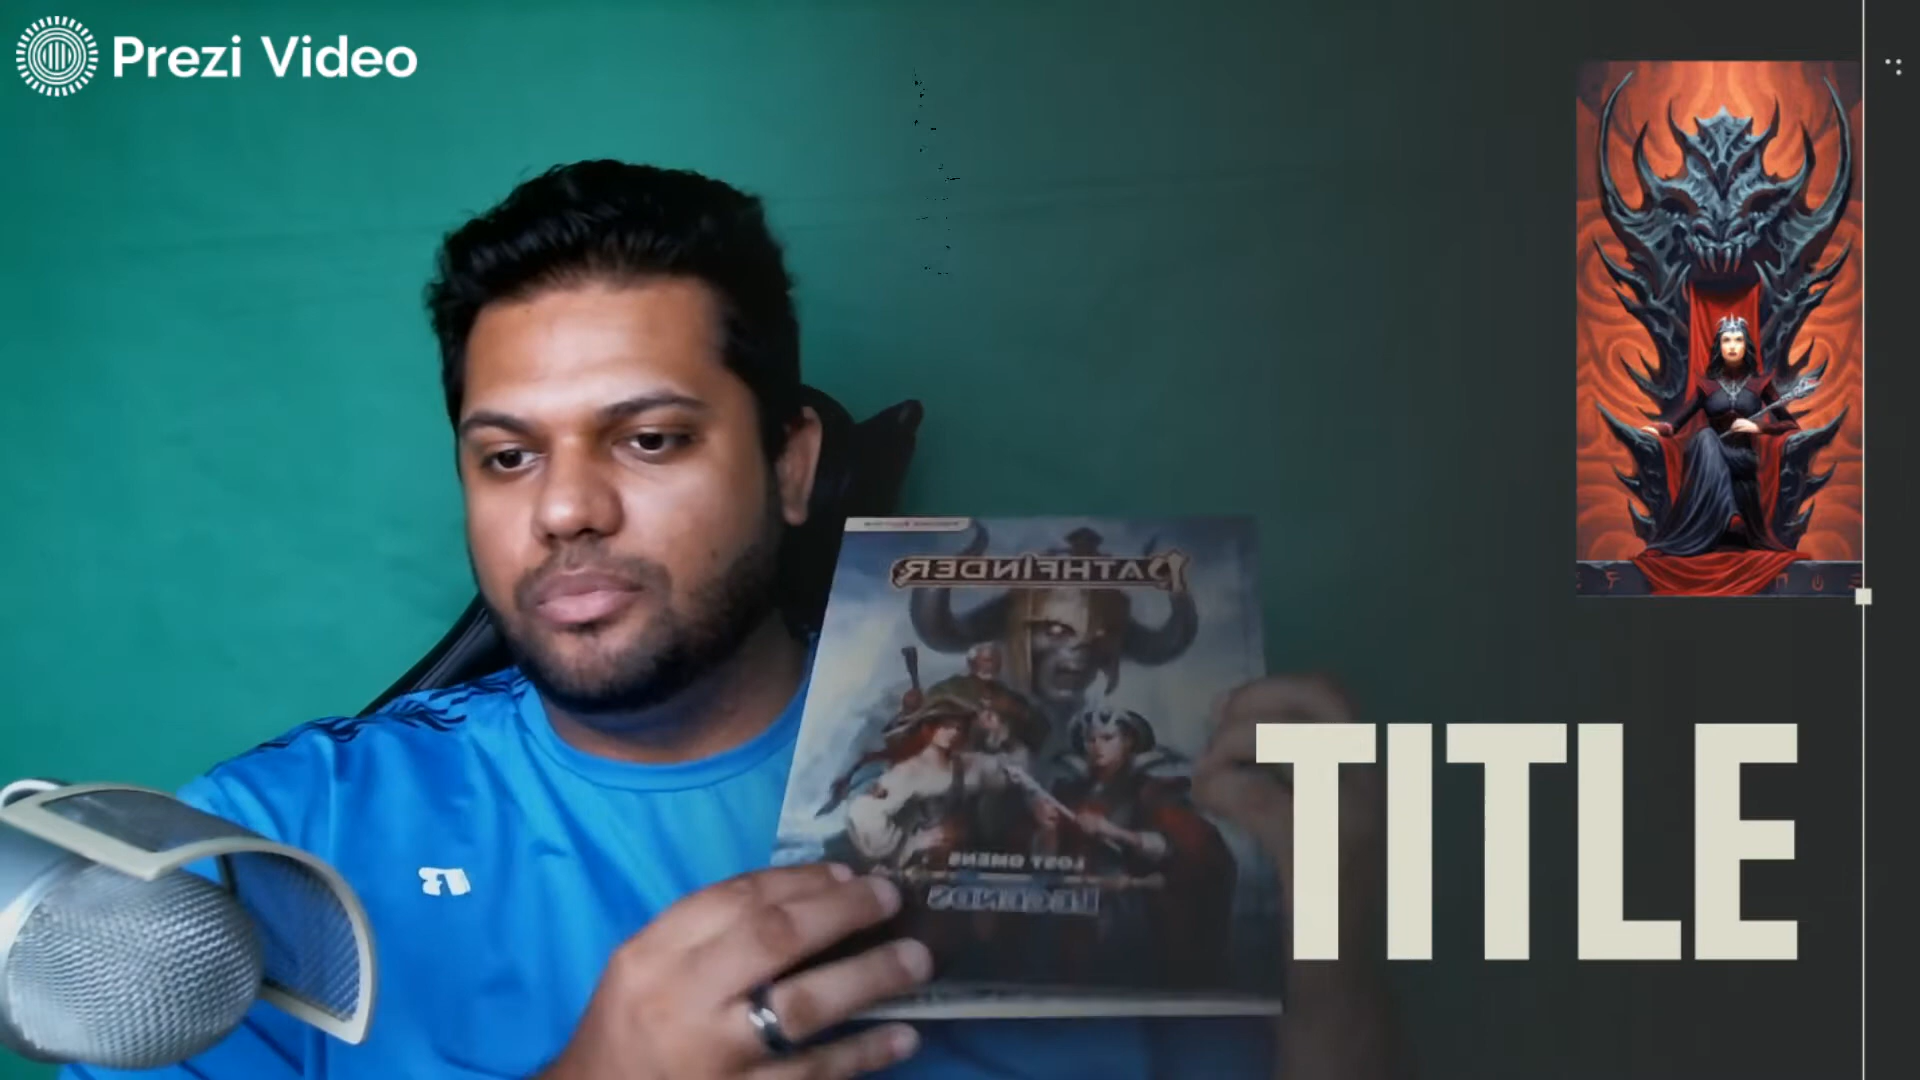 Prezi Video
PATHFINDER
LOST OMENS
LEGENDS
TITLE